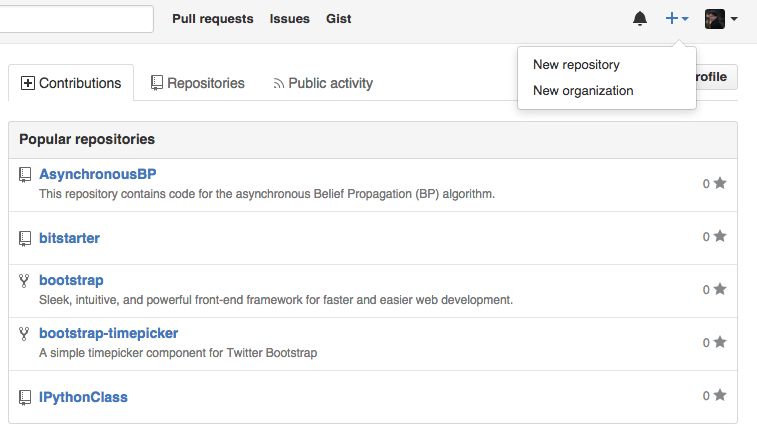 Pull requests Issues Gist
New repository
New organization
Contributions Repositories Public activity rofile
Popular repositories
AsynchronousBP
This repository contains code for the asynchronous Belief Propagation (BP) algorithm.
0
bitstarter
0
bootstrap
Sleek, intuitive, and powerful front-end framework for faster and easier web development.
0
bootstrap-timepicker
A simple timepicker component for Twitter Bootstrap
0
IPythonClass
0